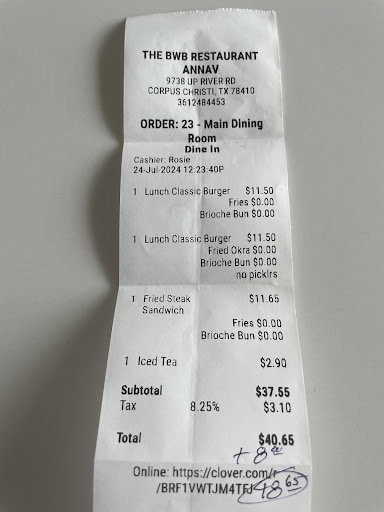 THE BWB RESTAURANT
ANNAV
9738 UP RIVER RD
CORPUS CHRISTI, TX 78410
3612484453
ORDER: 23 - Main Dining
Room
Dine In
Cashier: Rosie
24-Jul-2024 12:23:40P
1 Lunch Classic Burger $11.50
Fries $0.00
Brioche Bun $0.00
1 Lunch Classic Burger $11.50
Fried Okra $0.00
Brioche Bun $0.00
no picklrs
1 Fried Steak $11.65
Sandwich
Fries $0.00
Brioche Bun $0.00
1 Iced Tea $2.90
Subtotal $37.55
Tax 8.25% $3.10
Total $40.65
+ 8 00
Online: https://clover.com/r
/BRF1VWTJM4TFJ 48 65